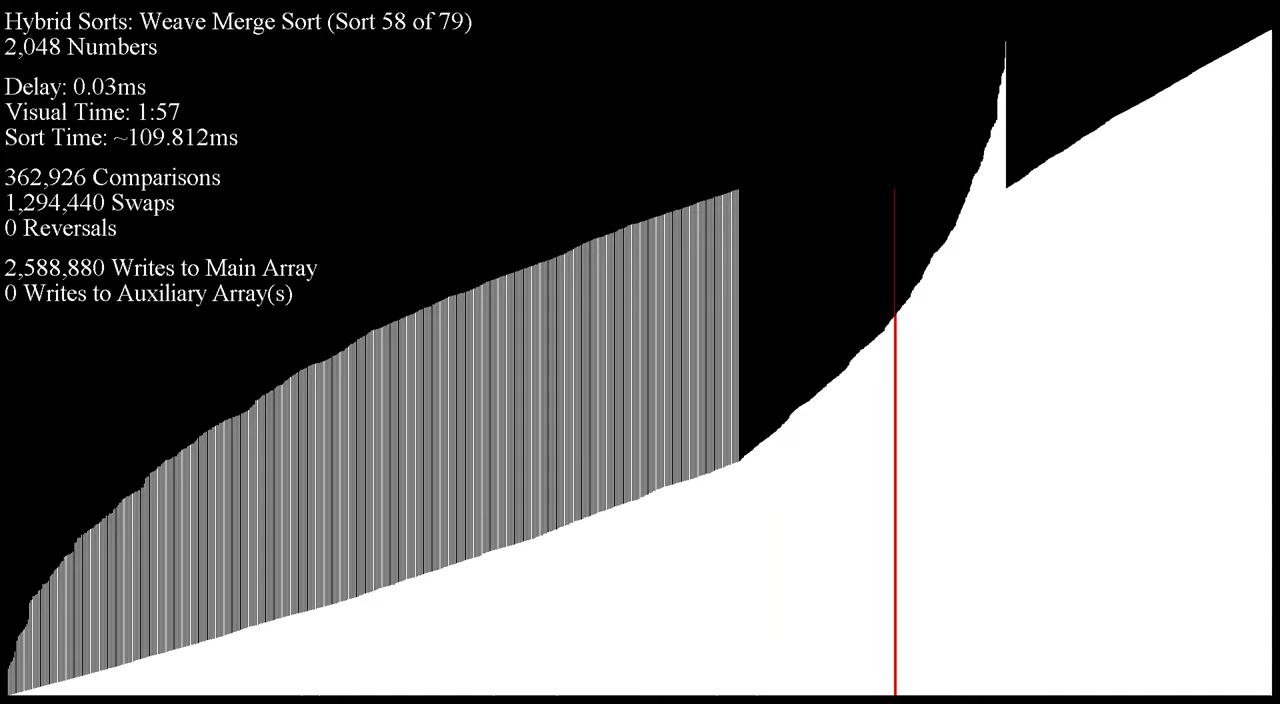 Hybrid Sorts: Weave Merge Sort (Sort 58 of 79)
2,048 Numbers
Delay: 0.03ms
Visual Time: 1:57
Sort Time: ~109.812ms
362,926 Comparisons
1,294,440 Swaps
0 Reversals
2,588,880 Writes to Main Array
0 Writes to Auxiliary Array(s)